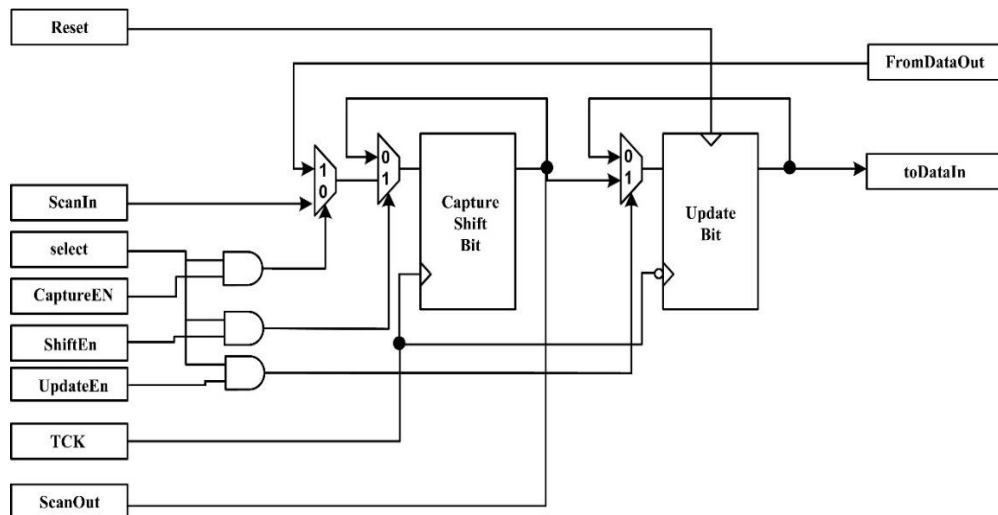 Reset
FromDataOut
0
1
1
0
0
1
Capture
Shift
Bit
Update
Bit
toDataIn
ScanIn
select
CaptureEN
ShiftEn
UpdateEn
TCK
ScanOut